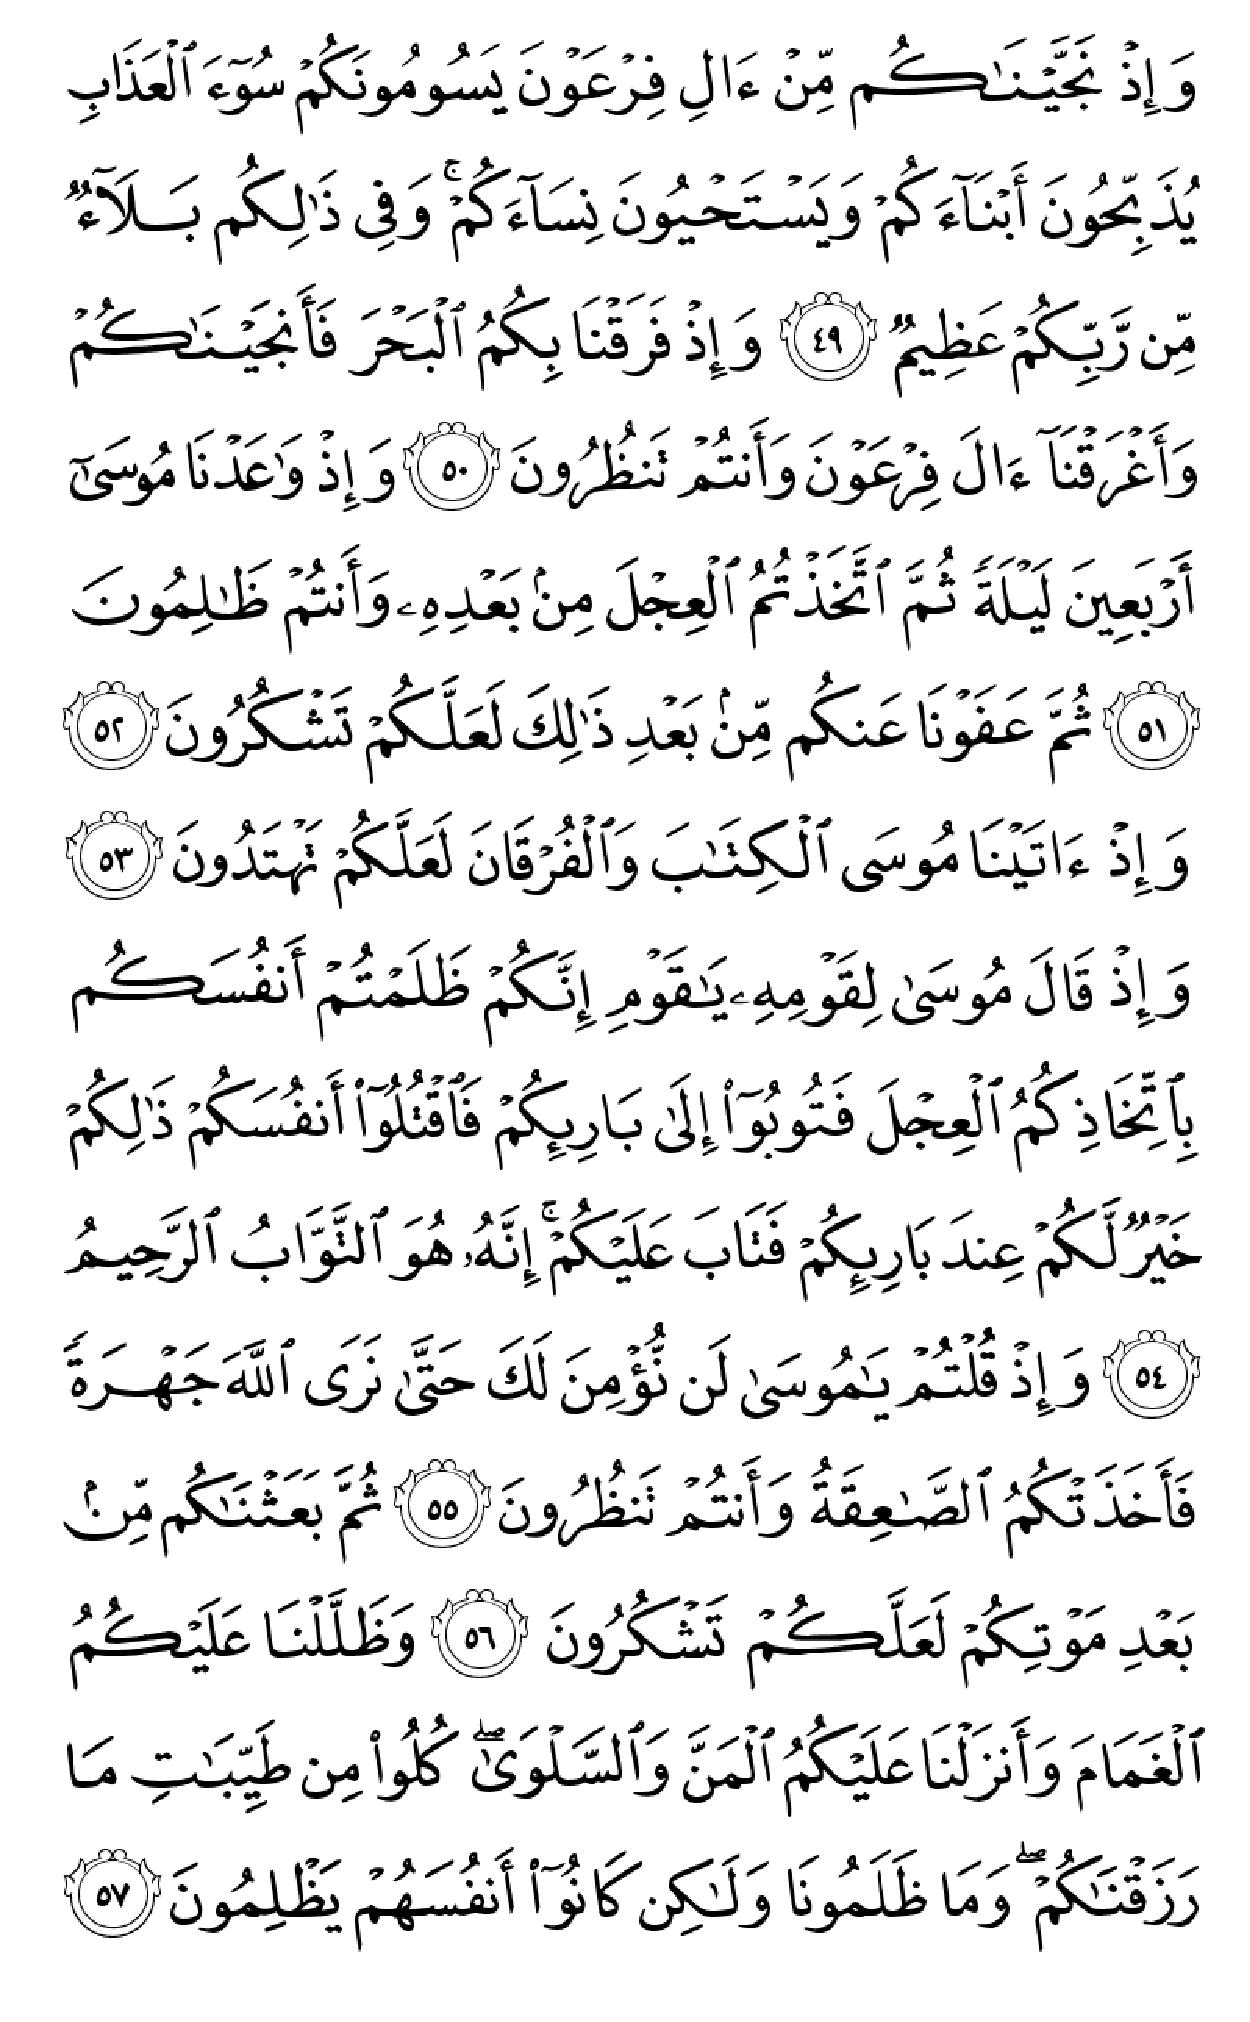 وَإِذْ نَجَّيْنَٰكُم مِّنْ ءَالِ فِرْعَوْنَ يَسُومُونَكُمْ سُوٓءَ ٱلْعَذَابِ
يُذَبِّحُونَ أَبْنَآءَكُمْ وَيَسْتَحْيُونَ نِسَآءَكُمْ ۚ وَفِى ذَٰلِكُم بَلَآءٌ
مِّن رَّبِّكُمْ عَظِيمٌ ٤٩ وَإِذْ فَرَقْنَا بِكُمُ ٱلْبَحْرَ فَأَنجَيْنَٰكُمْ
وَأَغْرَقْنَآ ءَالَ فِرْعَوْنَ وَأَنتُمْ تَنظُرُونَ ٥٠ وَإِذْ وَٰعَدْنَا مُوسَىٰٓ
أَرْبَعِينَ لَيْلَةً ثُمَّ ٱتَّخَذْتُمُ ٱلْعِجْلَ مِنۢ بَعْدِهِۦ وَأَنتُمْ ظَٰلِمُونَ
٥١ ثُمَّ عَفَوْنَا عَنكُم مِّنۢ بَعْدِ ذَٰلِكَ لَعَلَّكُمْ تَشْكُرُونَ ٥٢
وَإِذْ ءَاتَيْنَا مُوسَى ٱلْكِتَٰبَ وَٱلْفُرْقَانَ لَعَلَّكُمْ تَهْتَدُونَ ٥٣
وَإِذْ قَالَ مُوسَىٰ لِقَوْمِهِۦ يَٰقَوْمِ إِنَّكُمْ ظَلَمْتُمْ أَنفُسَكُم
بِٱتِّخَاذِكُمُ ٱلْعِجْلَ فَتُوبُوٓا۟ إِلَىٰ بَارِئِكُمْ فَٱقْتُلُوٓا۟ أَنفُسَكُمْ ذَٰلِكُمْ
خَيْرٌ لَّكُمْ عِندَ بَارِئِكُمْ فَتَابَ عَلَيْكُمْ ۚ إِنَّهُۥ هُوَ ٱلتَّوَّابُ ٱلرَّحِيمُ
٥٤ وَإِذْ قُلْتُمْ يَٰمُوسَىٰ لَن نُّؤْمِنَ لَكَ حَتَّىٰ نَرَى ٱللَّهَ جَهْرَةً
فَأَخَذَتْكُمُ ٱلصَّٰعِقَةُ وَأَنتُمْ تَنظُرُونَ ٥٥ ثُمَّ بَعَثْنَٰكُم مِّنۢ
بَعْدِ مَوْتِكُمْ لَعَلَّكُمْ تَشْكُرُونَ ٥٦ وَظَلَّلْنَا عَلَيْكُمُ
ٱلْغَمَامَ وَأَنزَلْنَا عَلَيْكُمُ ٱلْمَنَّ وَٱلسَّلْوَىٰ ۖ كُلُوا۟ مِن طَيِّبَٰتِ مَا
رَزَقْنَٰكُمْ ۖ وَمَا ظَلَمُونَا وَلَٰكِن كَانُوٓا۟ أَنفُسَهُمْ يَظْلِمُونَ ٥٧